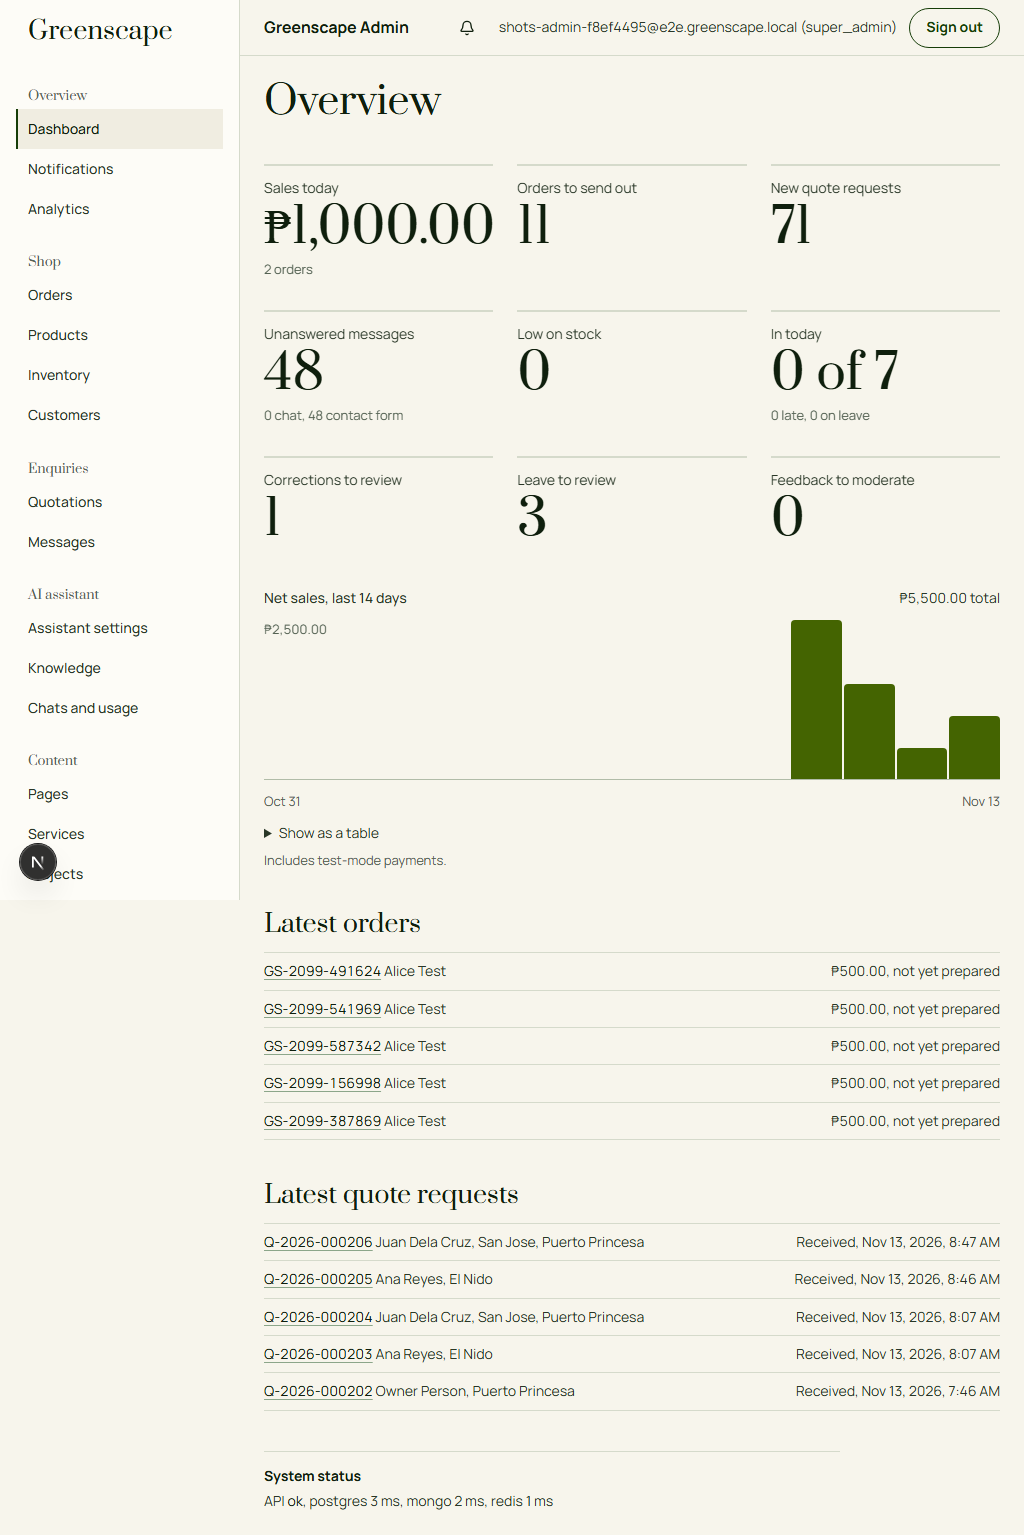 Greenscape
Overview
Dashboard
Notifications
Analytics
Shop
Orders
Products
Inventory
Customers
Enquiries
Quotations
Messages
AI assistant
Assistant settings
Knowledge
Chats and usage
Content
Pages
Services
N
jects
Greenscape Admin
shots-admin-f8ef4495@e2e.greenscape.local (super_admin)
Sign out
Overview
Sales today
₱1,000.00
2 orders
Orders to send out
11
New quote requests
71
Unanswered messages
48
0 chat, 48 contact form
Low on stock
0
In today
0 of 7
0 late, 0 on leave
Corrections to review
1
Leave to review
3
Feedback to moderate
0
Net sales, last 14 days
₱5,500.00 total
₱2,500.00
Oct 31
Nov 13
Show as a table
Includes test-mode payments.
Latest orders
GS-2099-491624 Alice Test ₱500.00, not yet prepared
GS-2099-541969 Alice Test ₱500.00, not yet prepared
GS-2099-587342 Alice Test ₱500.00, not yet prepared
GS-2099-156998 Alice Test ₱500.00, not yet prepared
GS-2099-387869 Alice Test ₱500.00, not yet prepared
Latest quote requests
Q-2026-000206 Juan Dela Cruz, San Jose, Puerto Princesa Received, Nov 13, 2026, 8:47 AM
Q-2026-000205 Ana Reyes, El Nido Received, Nov 13, 2026, 8:46 AM
Q-2026-000204 Juan Dela Cruz, San Jose, Puerto Princesa Received, Nov 13, 2026, 8:07 AM
Q-2026-000203 Ana Reyes, El Nido Received, Nov 13, 2026, 8:07 AM
Q-2026-000202 Owner Person, Puerto Princesa Received, Nov 13, 2026, 7:46 AM
System status
API ok, postgres 3 ms, mongo 2 ms, redis 1 ms